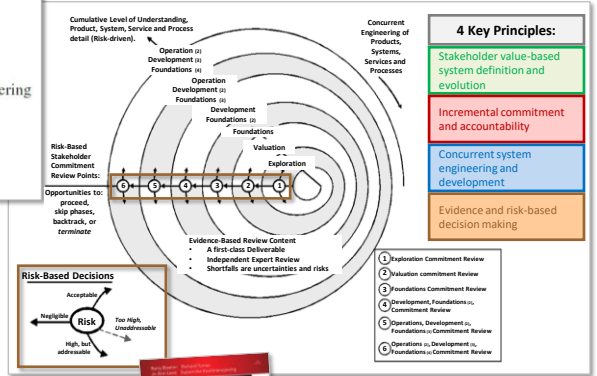 ering
Cumulative Level of Understanding,
Product, System, Service and Process
detail (Risk-driven).
Concurrent
Engineering of
Products,
Systems,
Services and
Processes
Operation (2)
Development (3)
Foundations (4)
Operation
Development (2)
Foundations (3)
Development
Foundations (2)
Foundations
Valuation
Exploration
Risk-Based
Stakeholder
Commitment
Review Points:
6 5 4 3 2 1
Opportunities to:
proceed,
skip phases,
backtrack, or
terminate
Evidence-Based Review Content
• A first-class Deliverable
• Independent Expert Review
• Shortfalls are uncertainties and risks
Risk-Based Decisions
Acceptable
Negligible
Risk
Too High,
Unaddressable
High, but
addressable
1 Exploration Commitment Review
2 Valuation commitment Review
3 Foundations Commitment Review
4 Development, Foundations (2),
Commitment Review
5 Operations, Development (2),
Foundations (3) Commitment Review
6 Operations (2), Development (3),
Foundations (4) Commitment Review
4 Key Principles:
Stakeholder value-based
system definition and
evolution
Incremental commitment
and accountability
Concurrent system
engineering and
development
Evidence and risk-based
decision making